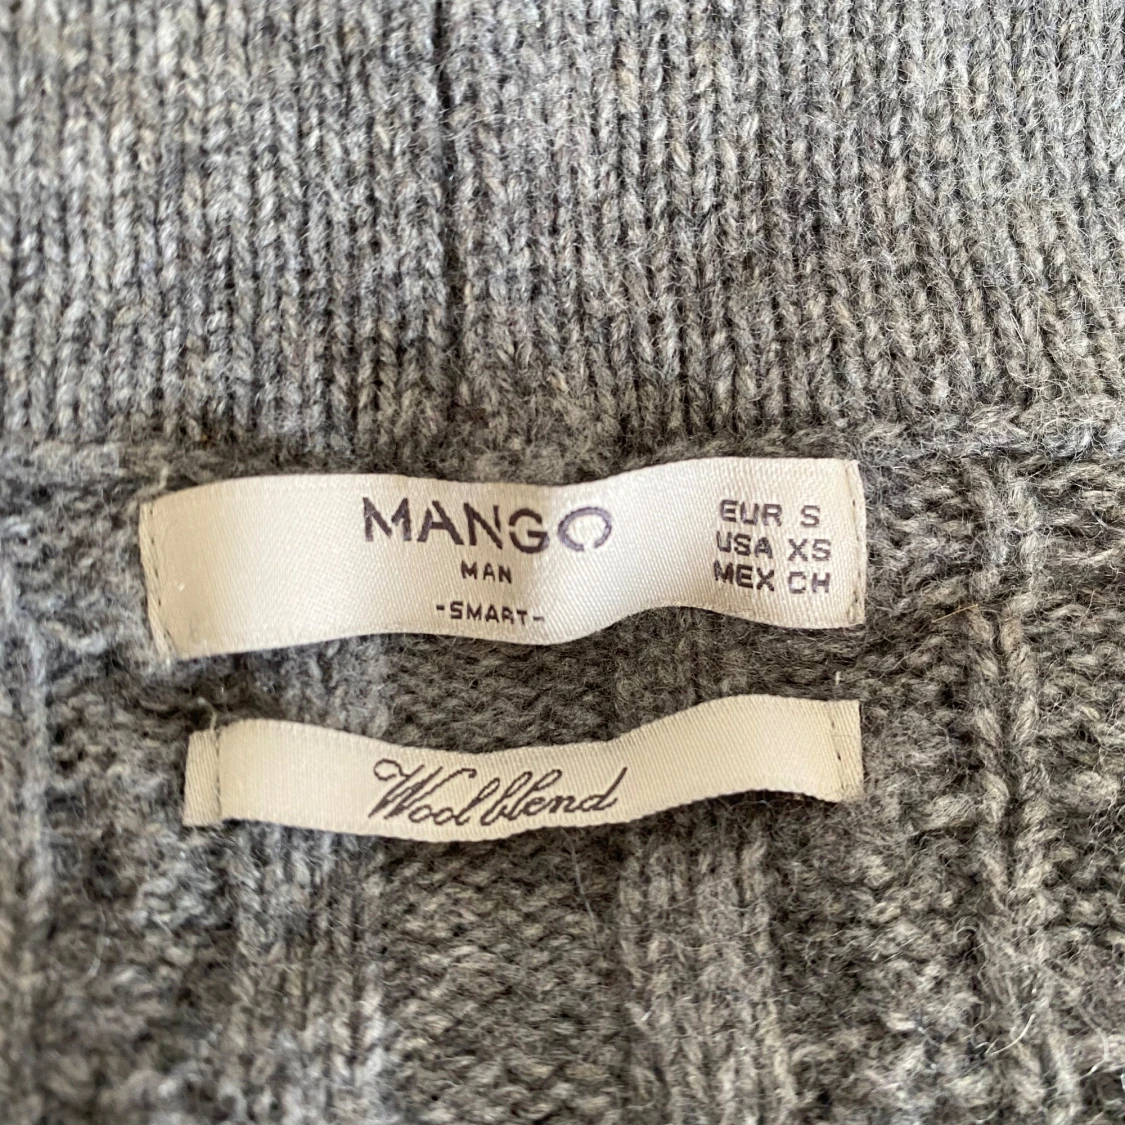 MANGO
MAN
-SMART-
EUR S
USA XS
MEX CH
Wool blend